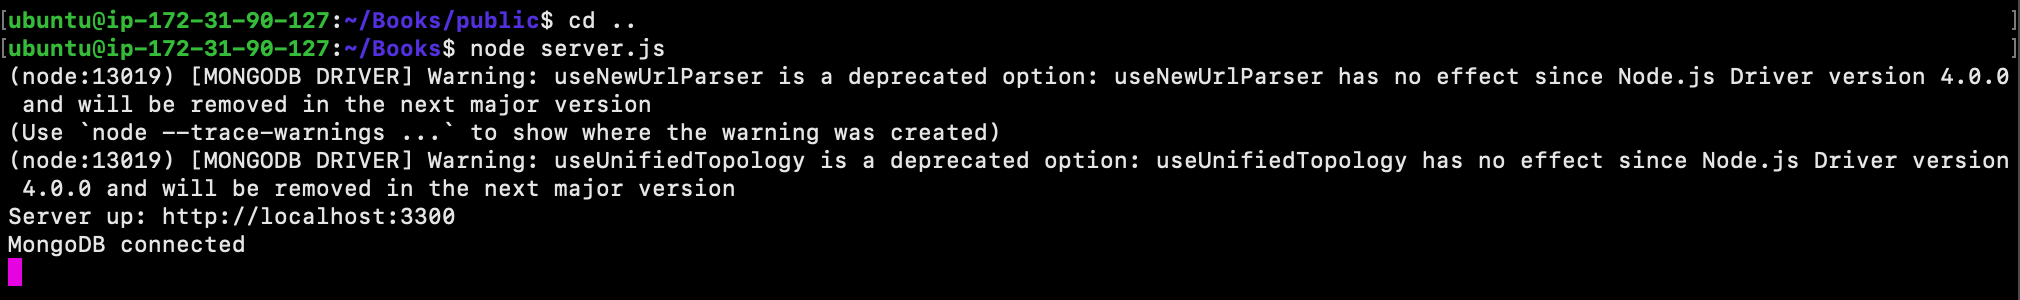 [ubuntu@ip-172-31-90-127:~/Books/public$ cd .. ]
[ubuntu@ip-172-31-90-127:~/Books$ node server.js ]
(node:13019) [MONGODB DRIVER] Warning: useNewUrlParser is a deprecated option: useNewUrlParser has no effect since Node.js Driver version 4.0.0
 and will be removed in the next major version
(Use `node --trace-warnings ...` to show where the warning was created)
(node:13019) [MONGODB DRIVER] Warning: useUnifiedTopology is a deprecated option: useUnifiedTopology has no effect since Node.js Driver version
 4.0.0 and will be removed in the next major version
Server up: http://localhost:3300
MongoDB connected